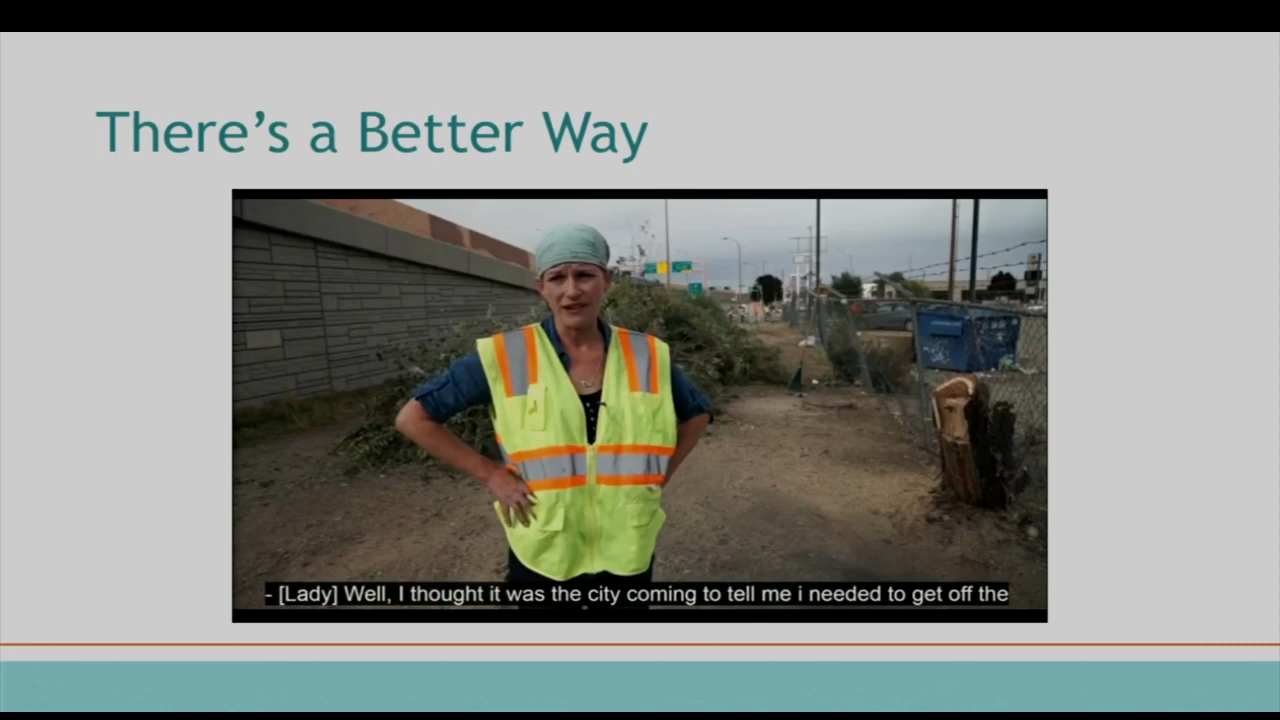 There's a Better Way
- [Lady] Well, I thought it was the city coming to tell me i needed to get off the